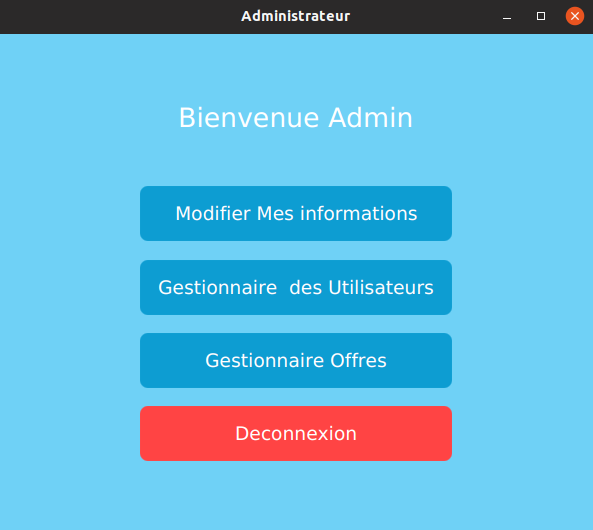 Administrateur
Bienvenue Admin
Modifier Mes informations
Gestionnaire  des Utilisateurs
Gestionnaire Offres
Deconnexion